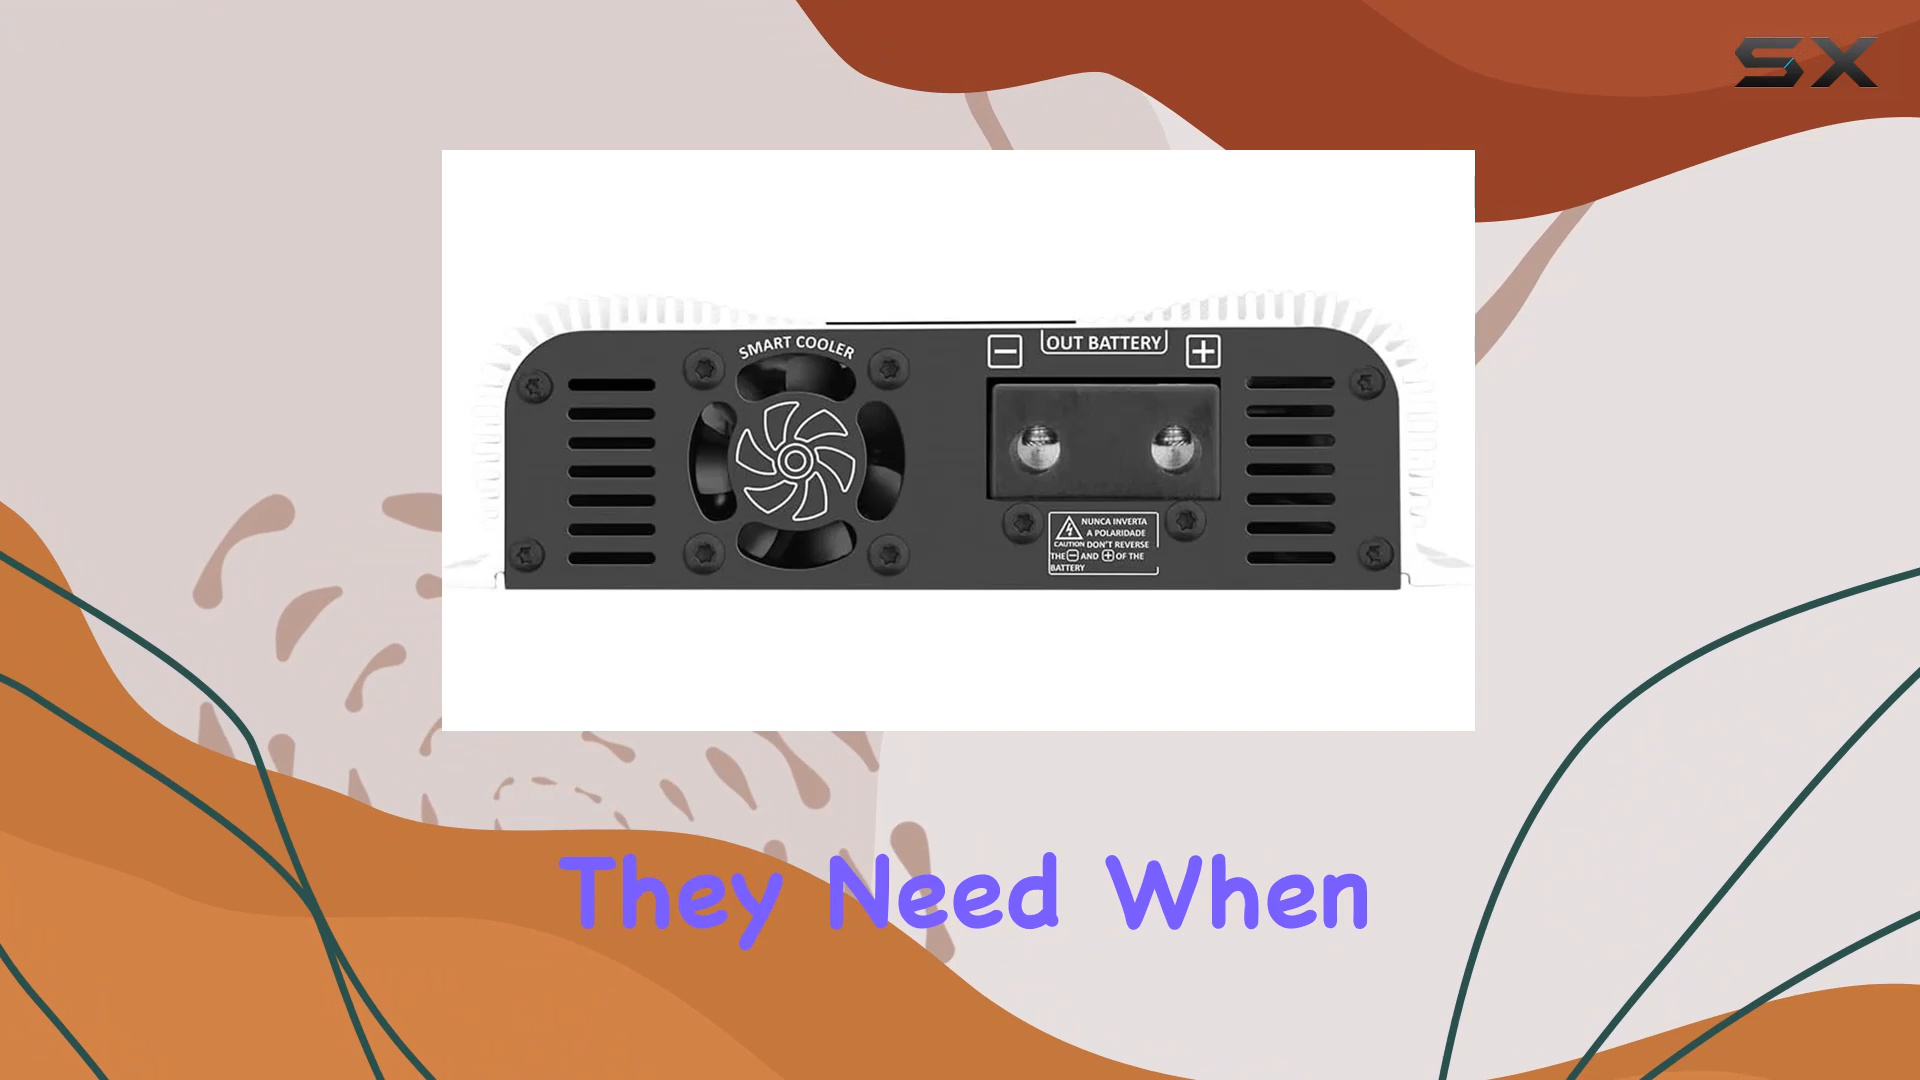 SX
SMART COOLER
OUT BATTERY
NUNCA INVERTA
A POLARIDADE
CAUTION DON'T REVERSE
THE - AND + OF THE
BATTERY
They Need When